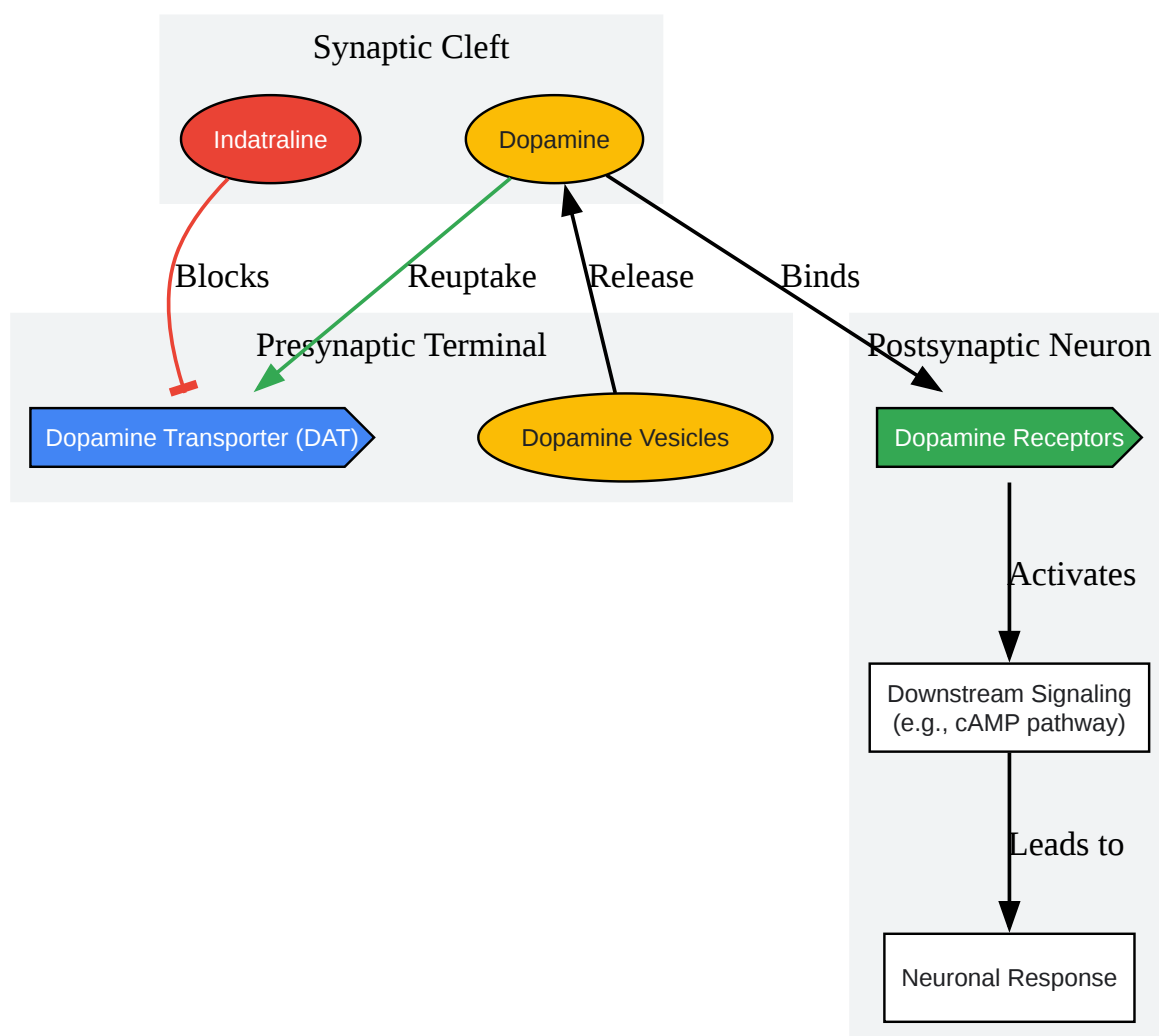 Synaptic Cleft
Indatraline
Dopamine
Blocks
Reuptake
Release
Binds
Presynaptic Terminal
Postsynaptic Neuron
Dopamine Transporter (DAT)
Dopamine Vesicles
Dopamine Receptors
Activates
Downstream Signaling
(e.g., cAMP pathway)
Leads to
Neuronal Response